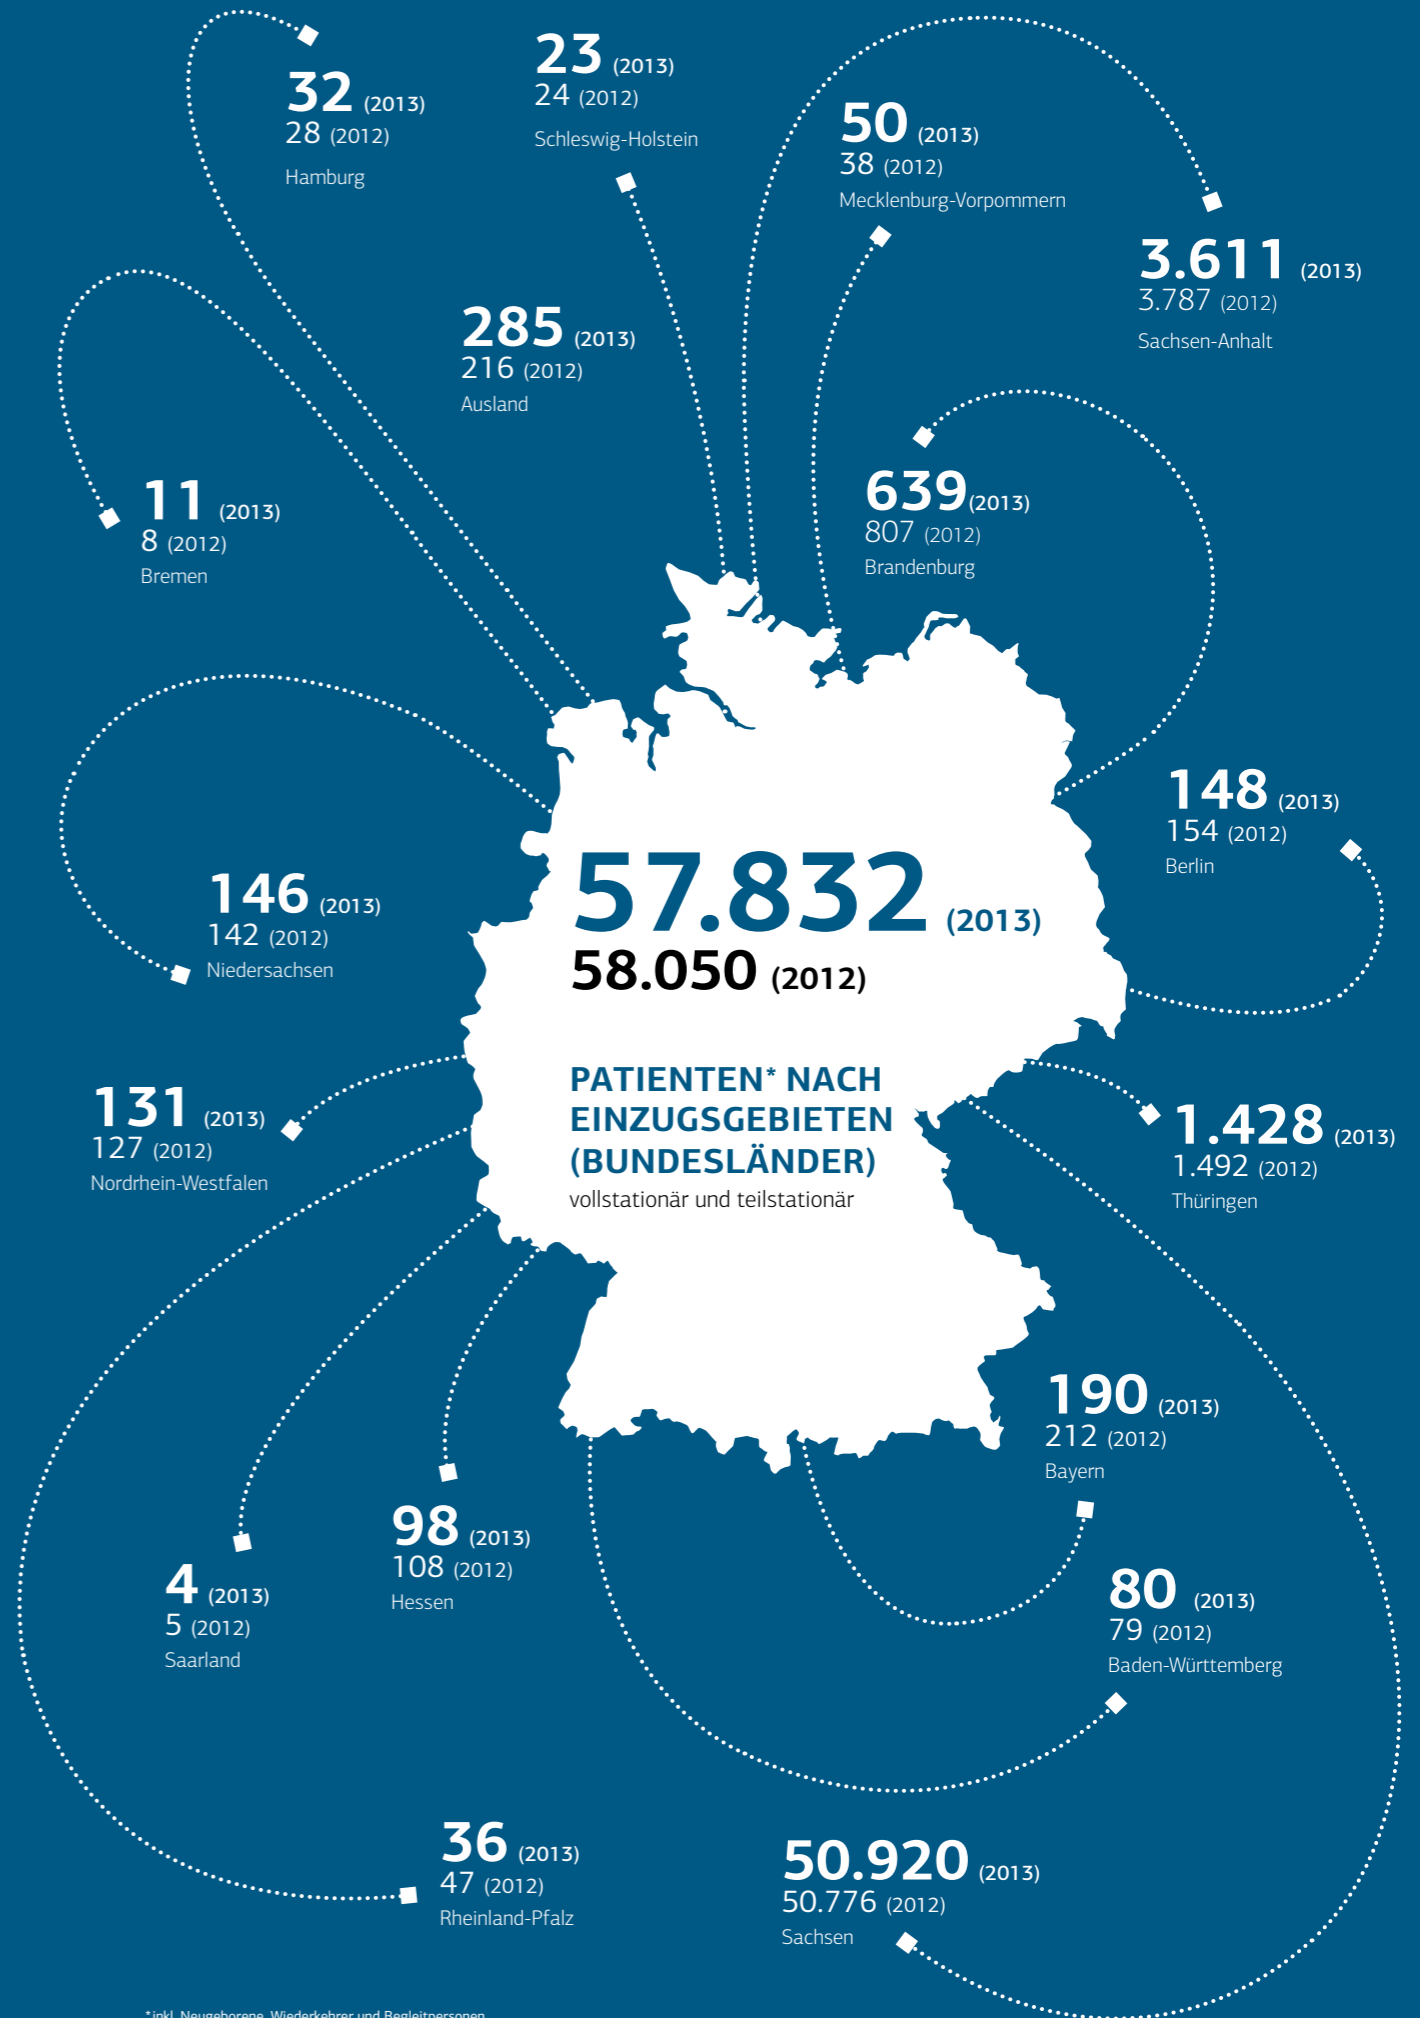 32 (2013)
28 (2012)
Hamburg
23 (2013)
24 (2012)
Schleswig-Holstein
50 (2013)
38 (2012)
Mecklenburg-Vorpommern
3.611 (2013)
3.787 (2012)
Sachsen-Anhalt
285 (2013)
216 (2012)
Ausland
11 (2013)
8 (2012)
Bremen
639 (2013)
807 (2012)
Brandenburg
148 (2013)
154 (2012)
Berlin
146 (2013)
142 (2012)
Niedersachsen
57.832 (2013)
58.050 (2012)
PATIENTEN* NACH
EINZUGSGEBIETEN
(BUNDESLÄNDER)
vollstationär und teilstationär
131 (2013)
127 (2012)
Nordrhein-Westfalen
1.428 (2013)
1.492 (2012)
Thüringen
190 (2013)
212 (2012)
Bayern
98 (2013)
108 (2012)
Hessen
4 (2013)
5 (2012)
Saarland
80 (2013)
79 (2012)
Baden-Württemberg
36 (2013)
47 (2012)
Rheinland-Pfalz
50.920 (2013)
50.776 (2012)
Sachsen
*inkl. Neugeborene, Wiederkehrer und Begleitpersonen